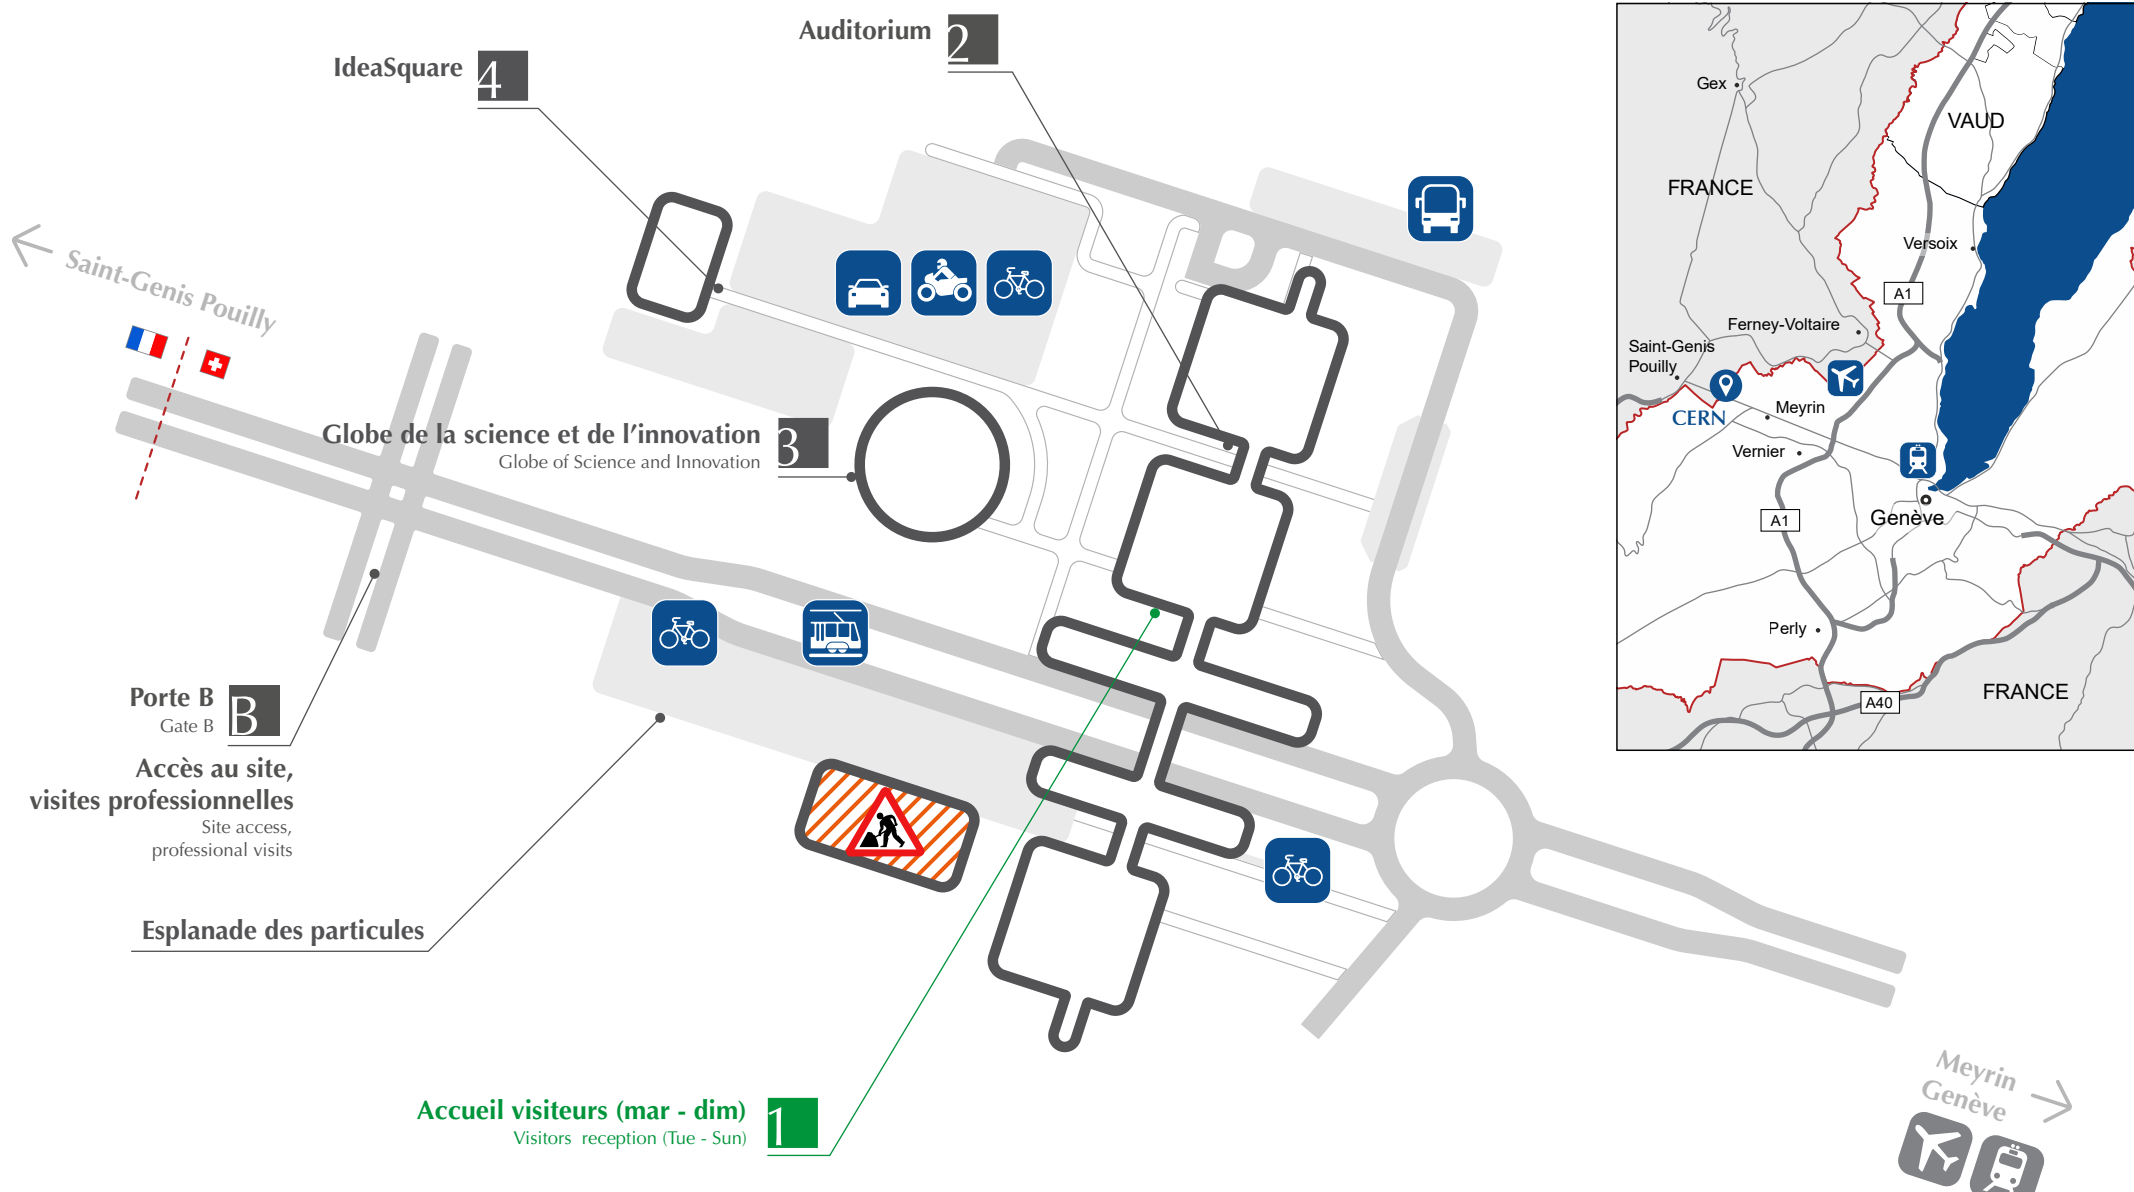 Auditorium 2
IdeaSquare 4
Saint-Genis Pouilly
Globe de la science et de l'innovation 3
Globe of Science and Innovation
Porte B B
Gate B
Accès au site,
visites professionnelles
Site access,
professional visits
Esplanade des particules
Accueil visiteurs (mar - dim) 1
Visitors reception (Tue - Sun)
Meyrin
Genève
Gex
VAUD
FRANCE
Versoix
A1
Ferney-Voltaire
Saint-Genis
Pouilly
CERN
Meyrin
Vernier
A1
Genève
Perly
FRANCE
A40